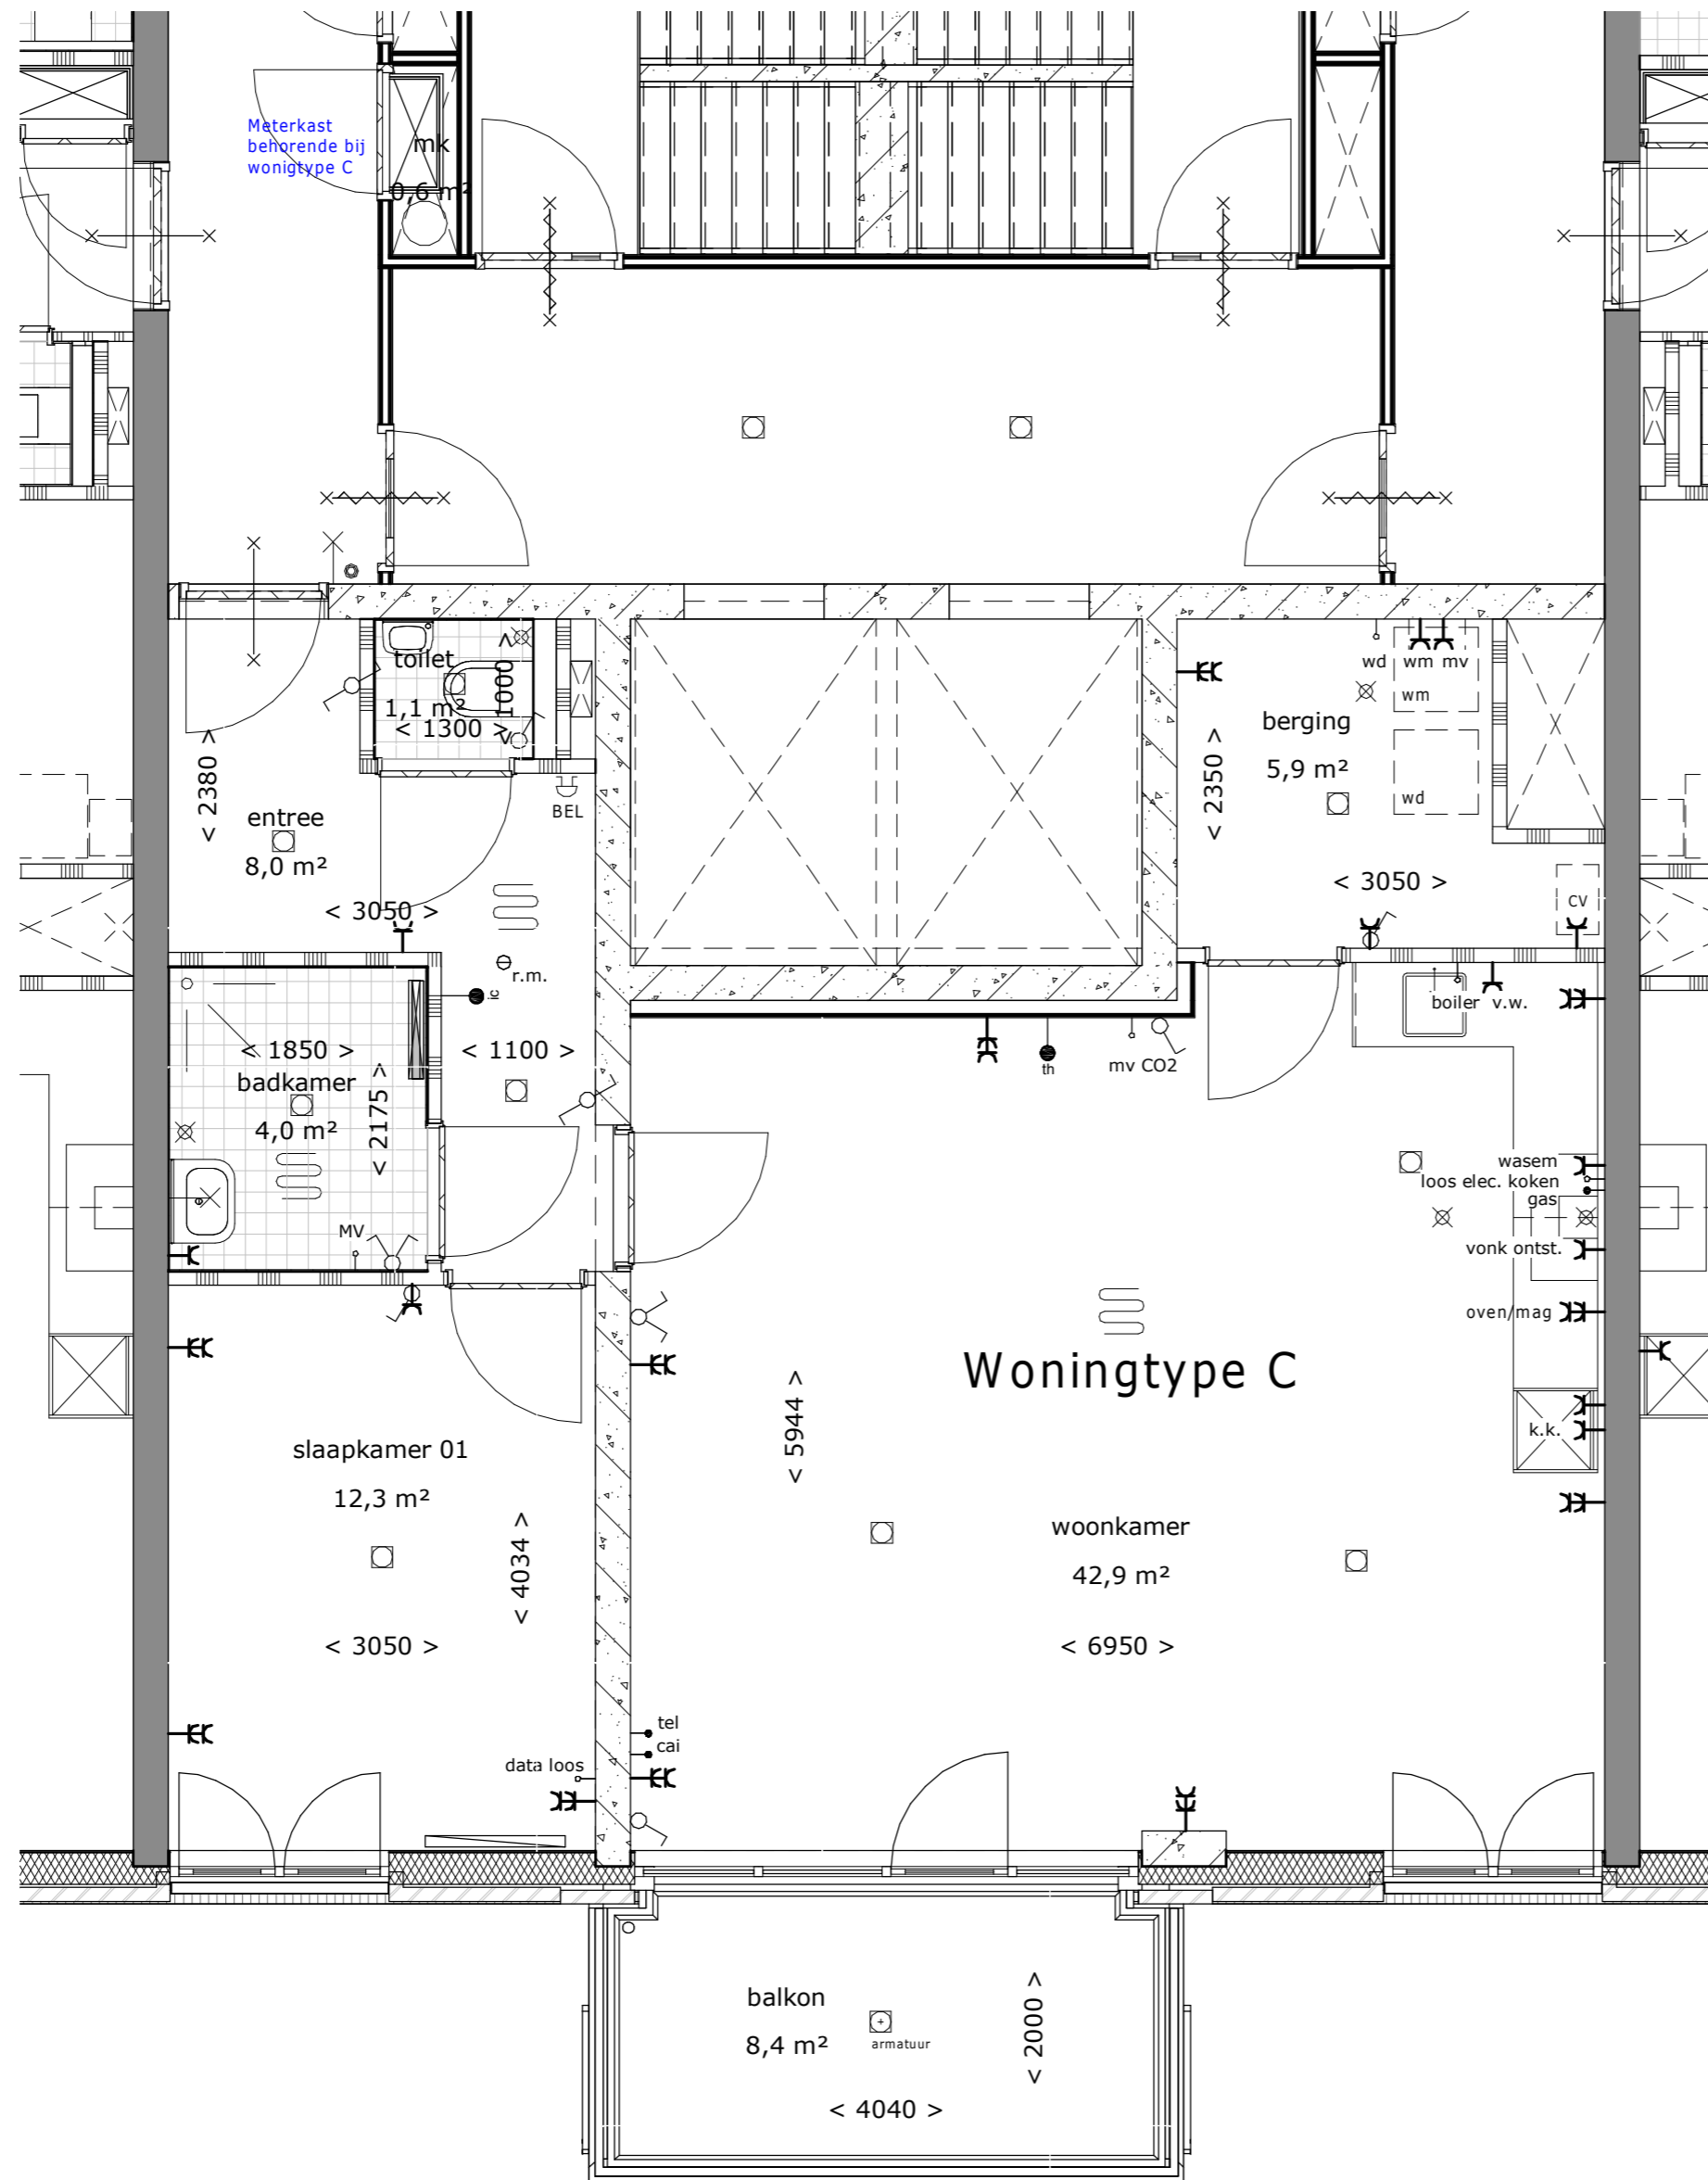 Meterkast
behorende bij
wonigtype C
mk
0,6 m²
toilet
1,1 m²
< 1300 >
< 1000 >
wd wm mv
wm
wd
berging
5,9 m²
< 2350 >
< 3050 >
CV
< 2380 >
entree
8,0 m²
BEL
< 3050 >
r.m.
ic
< 1850 >
badkamer
4,0 m²
< 2175 >
< 1100 >
MV
th
mv CO2
boiler v.w.
wasem
loos elec. koken
gas
vonk ontst.
oven/mag
k.k.
Woningtype C
< 5944 >
slaapkamer 01
12,3 m²
< 4034 >
< 3050 >
woonkamer
42,9 m²
< 6950 >
tel
cai
data loos
balkon
8,4 m²
armatuur
< 2000 >
< 4040 >